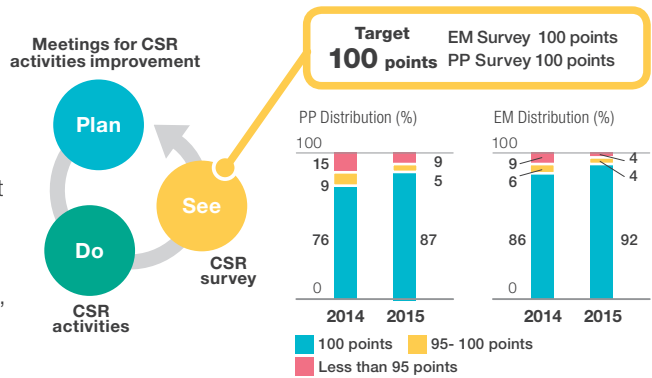 Meetings for CSR
activities improvement
Plan
Do
See
CSR
survey
CSR
activities
t
,
Target
100 points
EM Survey 100 points
PP Survey 100 points
PP Distribution (%)
100
15
9
76
9
5
87
0
2014 2015
EM Distribution (%)
100
9
6
86
4
4
92
0
2014 2015
100 points 95- 100 points
Less than 95 points